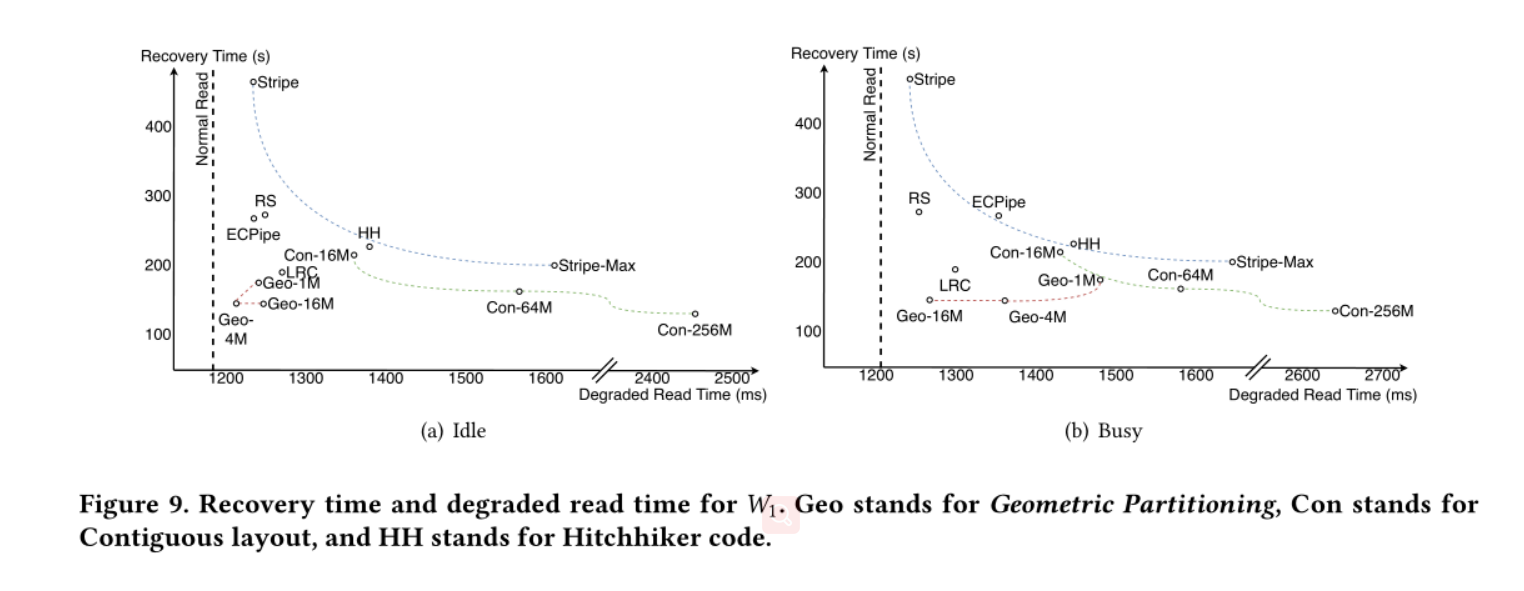 Recovery Time (s)
Normal Read
Stripe
400
300
RS
ECPipe
HH
Con-16M
200
LRC
Stripe-Max
Geo-1M
Geo-16M
Con-64M
Geo-
4M
100
Con-256M
1200 1300 1400 1500 1600 2400 2500
Degraded Read Time (ms)
(a) Idle
Recovery Time (s)
Normal Read
Stripe
400
300
RS
ECPipe
HH
Con-16M
200
Stripe-Max
LRC
Geo-1M
Con-64M
Geo-16M
Geo-4M
100
Con-256M
1200 1300 1400 1500 1600 2600 2700
Degraded Read Time (ms)
(b) Busy
Figure 9. Recovery time and degraded read time for W₁. Geo stands for Geometric Partitioning, Con stands for
Contiguous layout, and HH stands for Hitchhiker code.